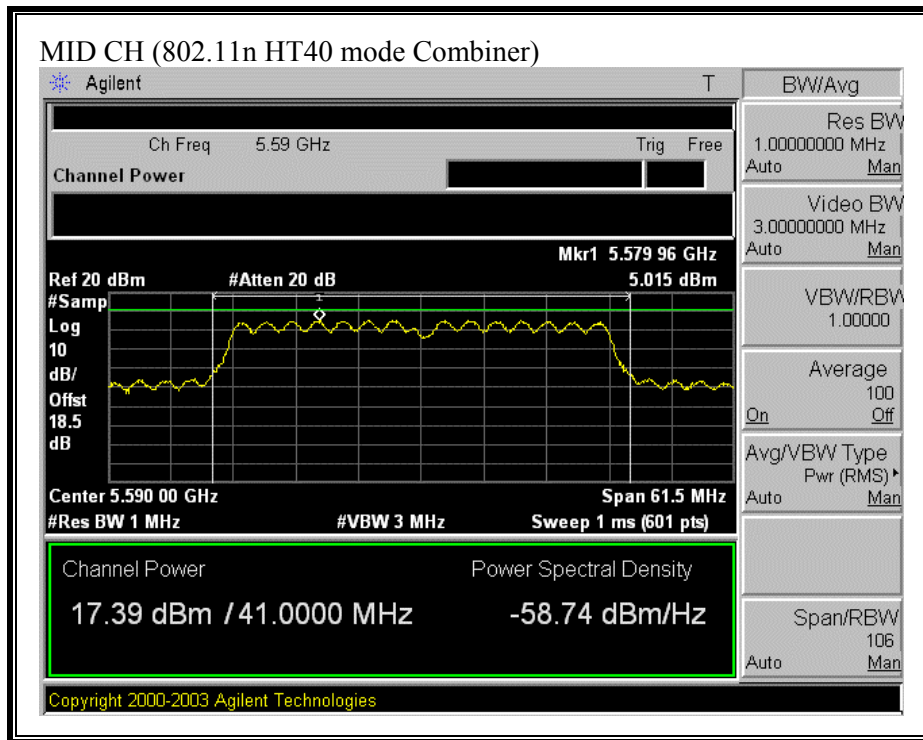 MID CH (802.11n HT40 mode Combiner)
Agilent T
BW/Avg
Ch Freq 5.59 GHz Trig Free
Channel Power
Res BW
1.00000000 MHz
Auto Man
Video BW
3.00000000 MHz
Auto Man
VBW/RBW
1.00000
Average
100
On Off
Avg/VBW Type
Pwr (RMS)
Auto Man
Span/RBW
106
Auto Man
Mkr1 5.579 96 GHz
Ref 20 dBm #Atten 20 dB 5.015 dBm
#Samp
Log
10
dB/
Offst
18.5
dB
1
Center 5.590 00 GHz Span 61.5 MHz
#Res BW 1 MHz #VBW 3 MHz Sweep 1 ms (601 pts)
Channel Power Power Spectral Density
17.39 dBm / 41.0000 MHz -58.74 dBm/Hz
Copyright 2000-2003 Agilent Technologies